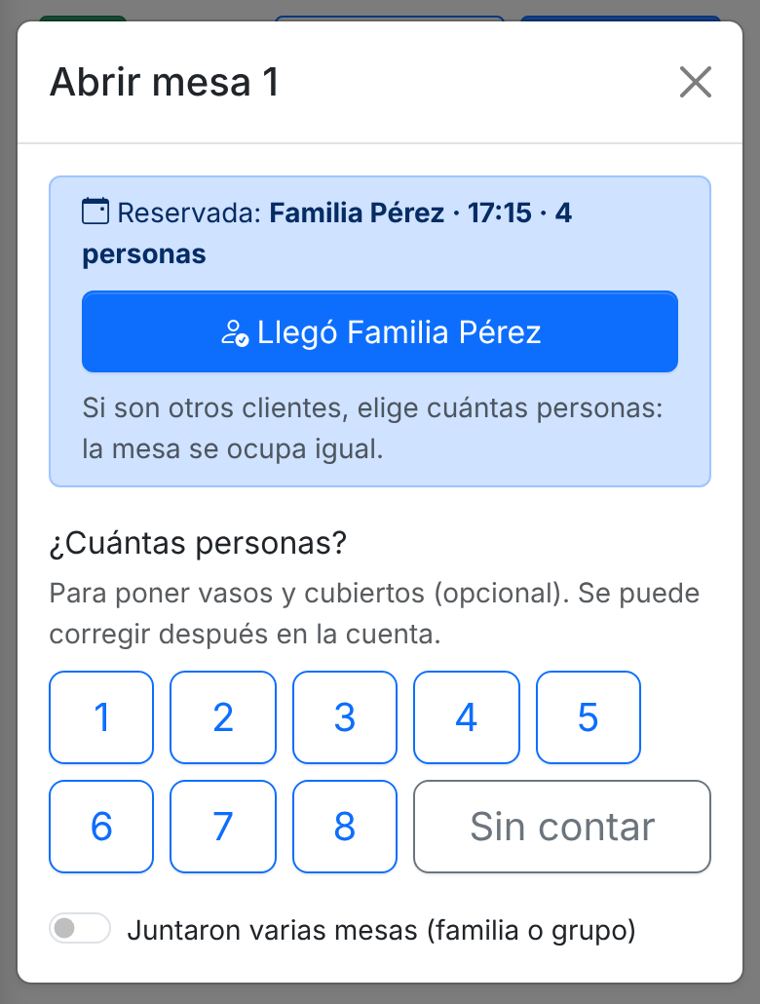 Abrir mesa 1
Reservada: Familia Pérez · 17:15 · 4
personas
Llegó Familia Pérez
Si son otros clientes, elige cuántas personas:
la mesa se ocupa igual.
¿Cuántas personas?
Para poner vasos y cubiertos (opcional). Se puede
corregir después en la cuenta.
1 2 3 4 5
6 7 8 Sin contar
Juntaron varias mesas (familia o grupo)